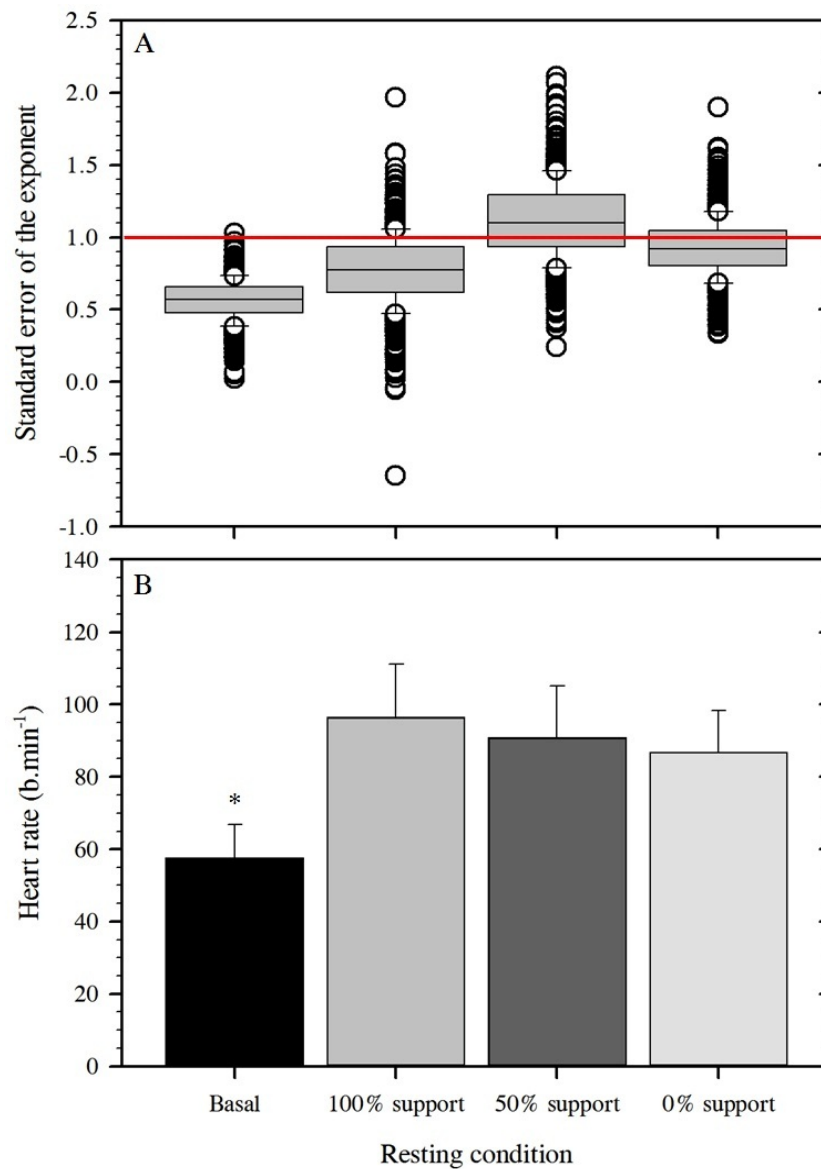 A
Standard error of the exponent
2.5
2.0
1.5
1.0
0.5
0.0
-0.5
-1.0
B
Heart rate (b.min⁻¹)
140
120
100
80
60
40
20
0
*
Basal 100% support 50% support 0% support
Resting condition